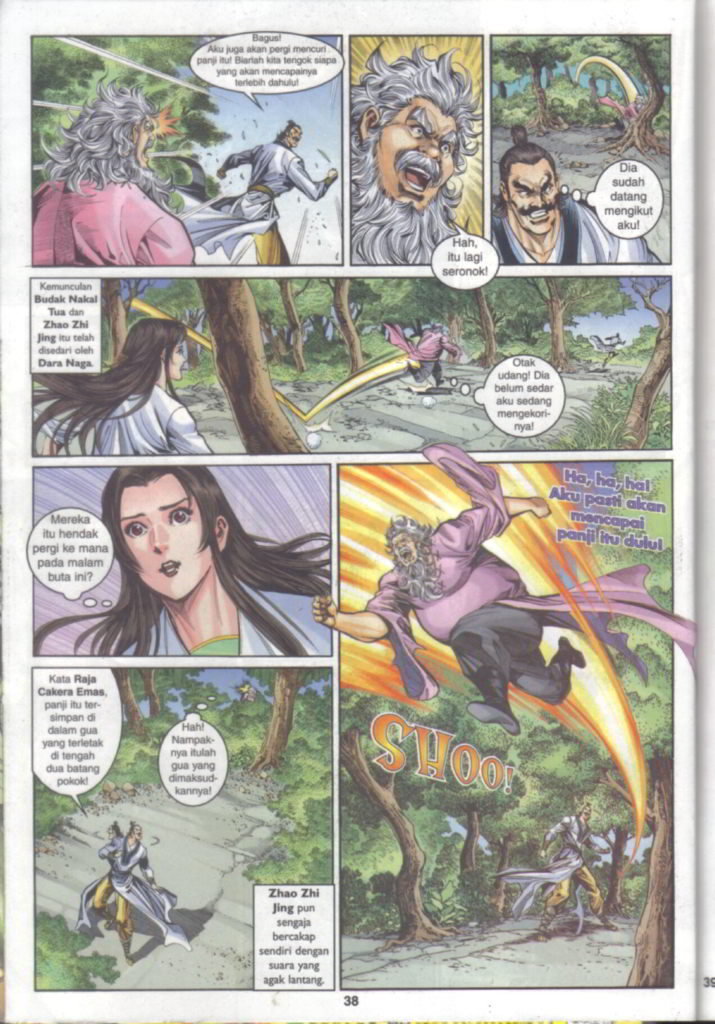 Bagus!
Aku juga akan pergi mencuri
panji itu! Biarlah kita tengok siapa
yang akan mencapainya
terlebih dahulu!
Hah,
itu lagi
seronok!
Dia
sudah
datang
mengikut
aku!
Kemunculan
Budak Nakal
Tua dan
Zhao Zhi
Jing itu telah
disedari oleh
Dara Naga.
Otak
udang! Dia
belum sedar
aku sedang
mengekori-
nya!
Mereka
itu hendak
pergi ke mana
pada malam
buta ini?
Ha, ha, ha!
Aku pasti akan
mencapai
panji itu dulu!
SHOO!
Kata Raja
Cakera Emas,
panji itu ter-
simpan di
dalam gua
yang terletak
di tengah
dua batang
pokok!
Hah!
Nampak-
nya itulah
gua yang
dimaksud-
kannya!
Zhao Zhi
Jing pun
sengaja
bercakap
sendiri dengan
suara yang
agak lantang.
38
39